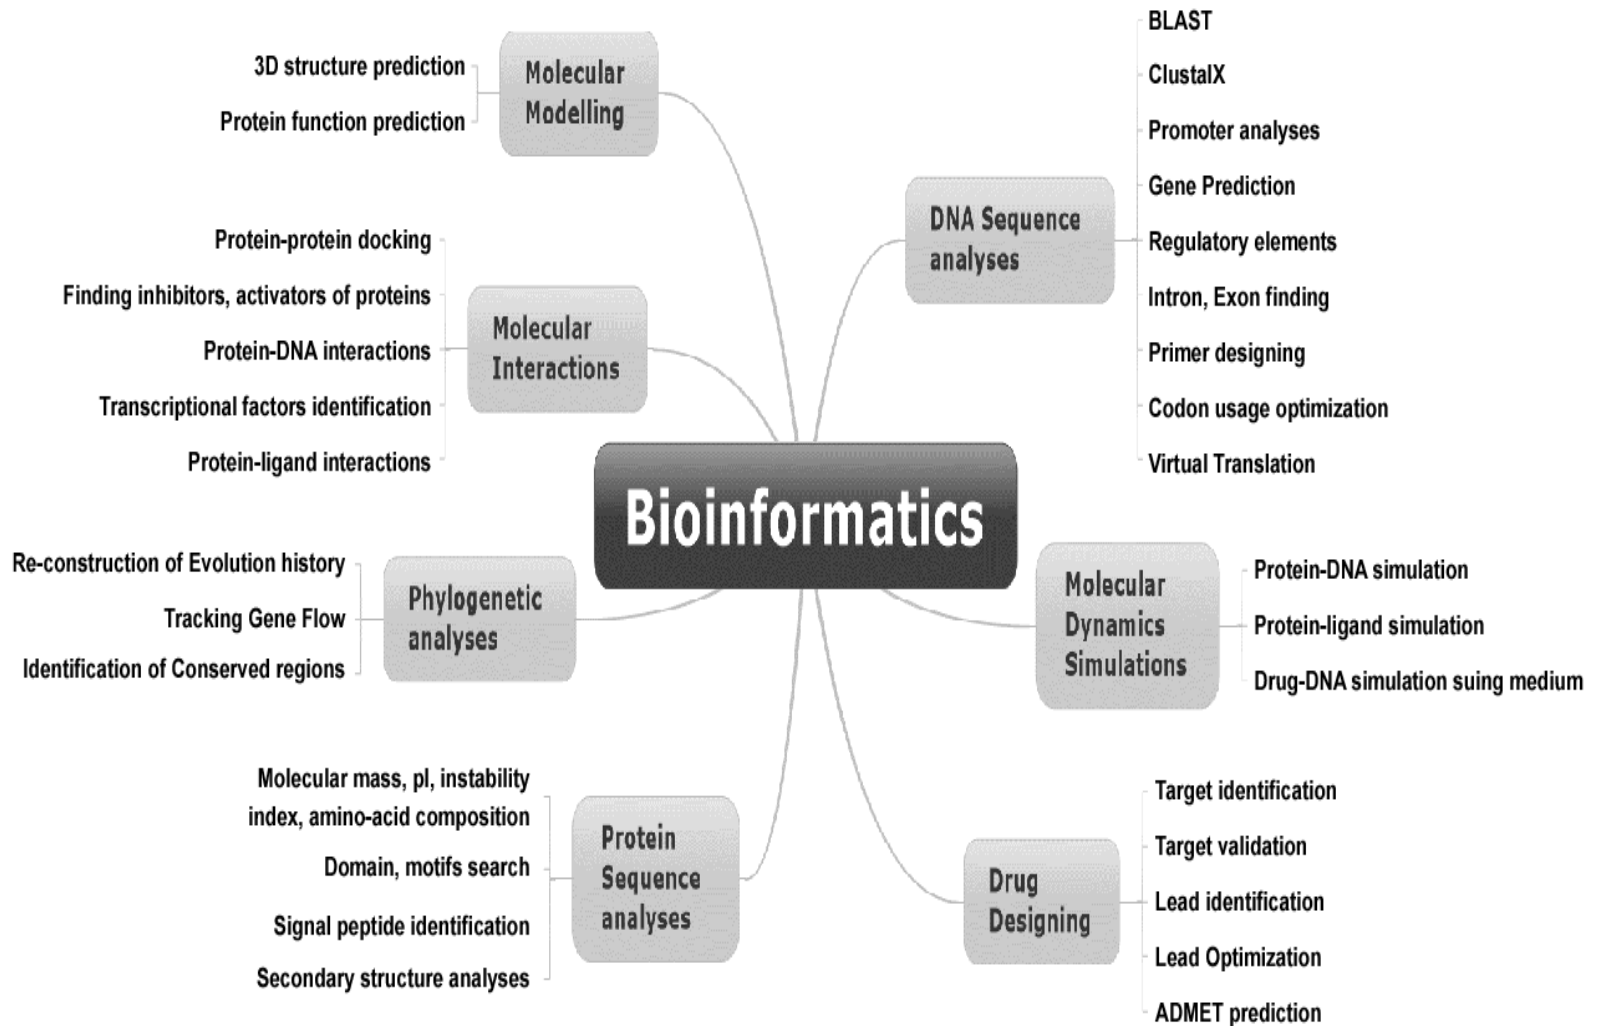 3D structure prediction
Protein function prediction
Molecular
Modelling
Protein-protein docking
Finding inhibitors, activators of proteins
Protein-DNA interactions
Transcriptional factors identification
Protein-ligand interactions
Molecular
Interactions
Re-construction of Evolution history
Tracking Gene Flow
Identification of Conserved regions
Phylogenetic
analyses
Molecular mass, pI, instability
index, amino-acid composition
Domain, motifs search
Signal peptide identification
Secondary structure analyses
Protein
Sequence
analyses
Bioinformatics
DNA Sequence
analyses
BLAST
ClustalX
Promoter analyses
Gene Prediction
Regulatory elements
Intron, Exon finding
Primer designing
Codon usage optimization
Virtual Translation
Molecular
Dynamics
Simulations
Protein-DNA simulation
Protein-ligand simulation
Drug-DNA simulation suing medium
Drug
Designing
Target identification
Target validation
Lead identification
Lead Optimization
ADMET prediction